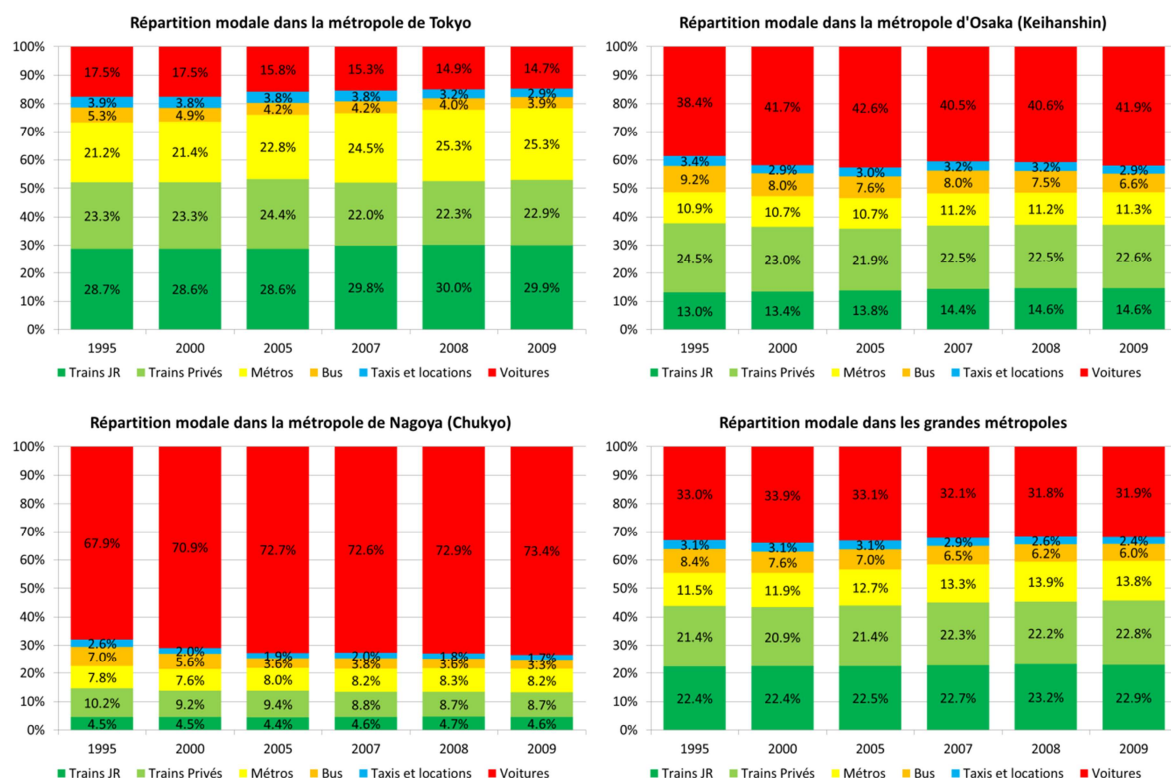 Répartition modale dans la métropole de Tokyo
100%
90%
80%
70%
60%
50%
40%
30%
20%
10%
0%
17.5% 17.5% 15.8% 15.3% 14.9% 14.7%
3.9% 3.8% 3.8% 3.8% 3.2% 2.9%
5.3% 4.9% 4.2% 4.2% 4.0% 3.9%
21.2% 21.4% 22.8% 24.5% 25.3% 25.3%
23.3% 23.3% 24.4% 22.0% 22.3% 22.9%
28.7% 28.6% 28.6% 29.8% 30.0% 29.9%
1995 2000 2005 2007 2008 2009
Trains JR Trains Privés Métros Bus Taxis et locations Voitures
Répartition modale dans la métropole d'Osaka (Keihanshin)
100%
90%
80%
70%
60%
50%
40%
30%
20%
10%
0%
38.4% 41.7% 42.6% 40.5% 40.6% 41.9%
3.4% 2.9% 3.0% 3.2% 3.2% 2.9%
9.2% 8.0% 7.6% 8.0% 7.5% 6.6%
10.9% 10.7% 10.7% 11.2% 11.2% 11.3%
24.5% 23.0% 21.9% 22.5% 22.5% 22.6%
13.0% 13.4% 13.8% 14.4% 14.6% 14.6%
1995 2000 2005 2007 2008 2009
Trains JR Trains Privés Métros Bus Taxis et locations Voitures
Répartition modale dans la métropole de Nagoya (Chukyo)
100%
90%
80%
70%
60%
50%
40%
30%
20%
10%
0%
67.9% 70.9% 72.7% 72.6% 72.9% 73.4%
2.6% 2.0% 1.9% 2.0% 1.8% 1.7%
7.0% 5.6% 3.6% 3.8% 3.6% 3.3%
7.8% 7.6% 8.0% 8.2% 8.3% 8.2%
10.2% 9.2% 9.4% 8.8% 8.7% 8.7%
4.5% 4.5% 4.4% 4.6% 4.7% 4.6%
1995 2000 2005 2007 2008 2009
Trains JR Trains Privés Métros Bus Taxis et locations Voitures
Répartition modale dans les grandes métropoles
100%
90%
80%
70%
60%
50%
40%
30%
20%
10%
0%
33.0% 33.9% 33.1% 32.1% 31.8% 31.9%
3.1% 3.1% 3.1% 2.9% 2.6% 2.4%
8.4% 7.6% 7.0% 6.5% 6.2% 6.0%
11.5% 11.9% 12.7% 13.3% 13.9% 13.8%
21.4% 20.9% 21.4% 22.3% 22.2% 22.8%
22.4% 22.4% 22.5% 22.7% 23.2% 22.9%
1995 2000 2005 2007 2008 2009
Trains JR Trains Privés Métros Bus Taxis et locations Voitures